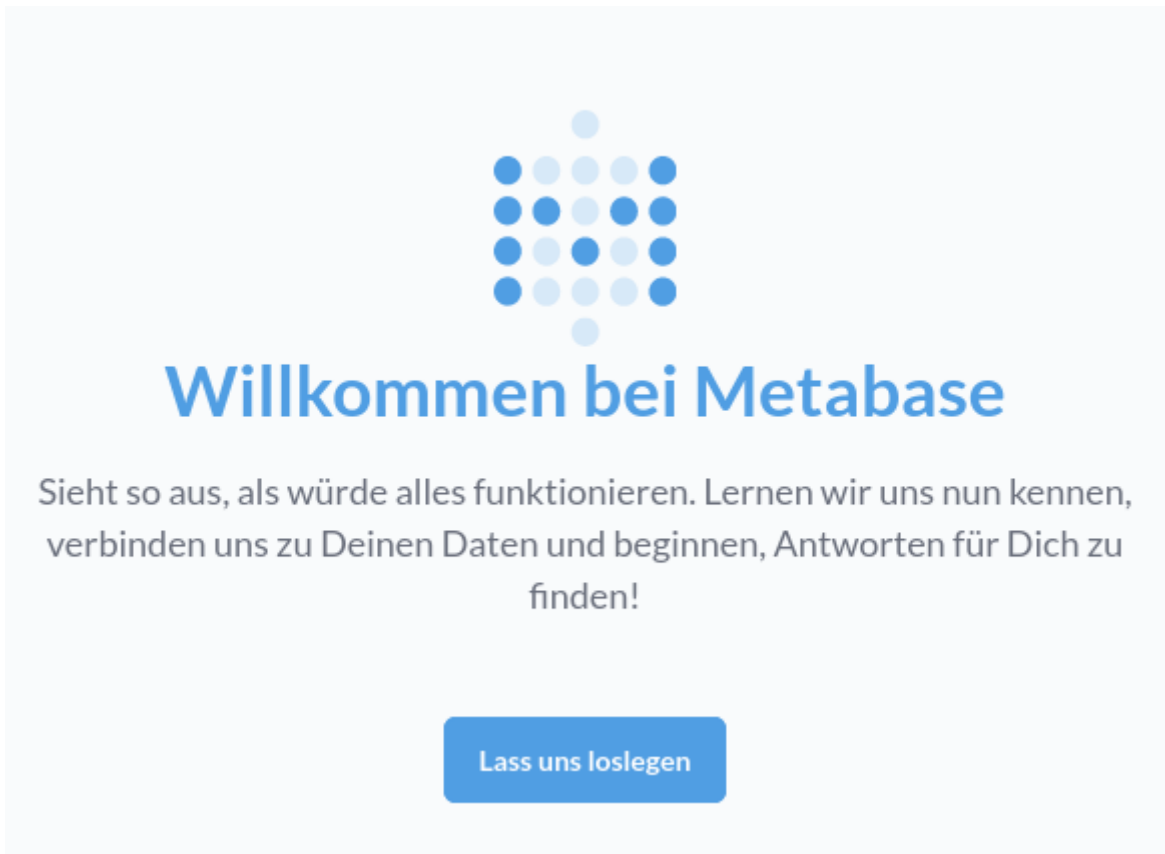 Willkommen bei Metabase
Sieht so aus, als würde alles funktionieren. Lernen wir uns nun kennen,
verbinden uns zu Deinen Daten und beginnen, Antworten für Dich zu
finden!
Lass uns loslegen